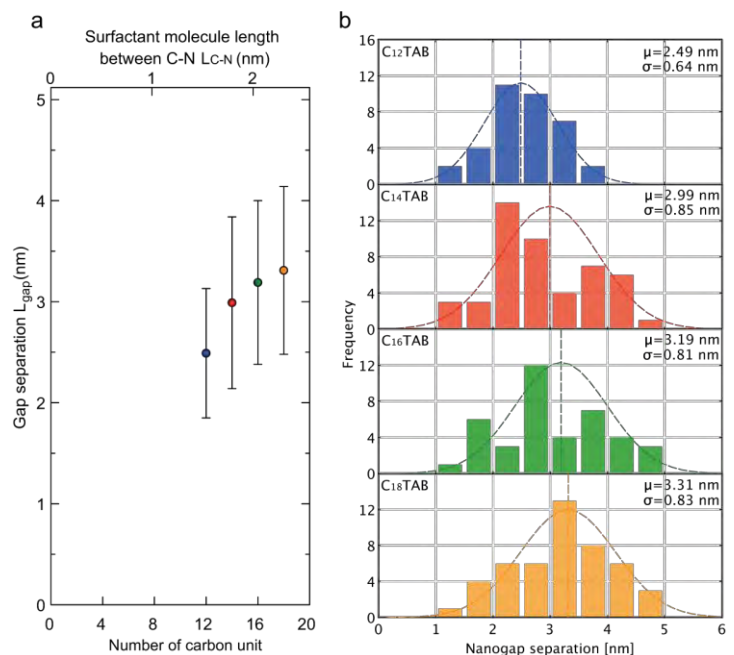 a
Surfactant molecule length
between C-N LC-N (nm)
0 1 2
5
4
3
2
1
0
Gap separation Lgap(nm)
0 4 8 12 16 20
Number of carbon unit
b
16
12
8
4
0
C12TAB
μ=2.49 nm
σ=0.64 nm
12
8
4
0
C14TAB
μ=2.99 nm
σ=0.85 nm
12
8
4
0
C16TAB
μ=3.19 nm
σ=0.81 nm
12
8
4
0
C18TAB
μ=3.31 nm
σ=0.83 nm
Frequency
0 1 2 3 4 5 6
Nanogap separation [nm]